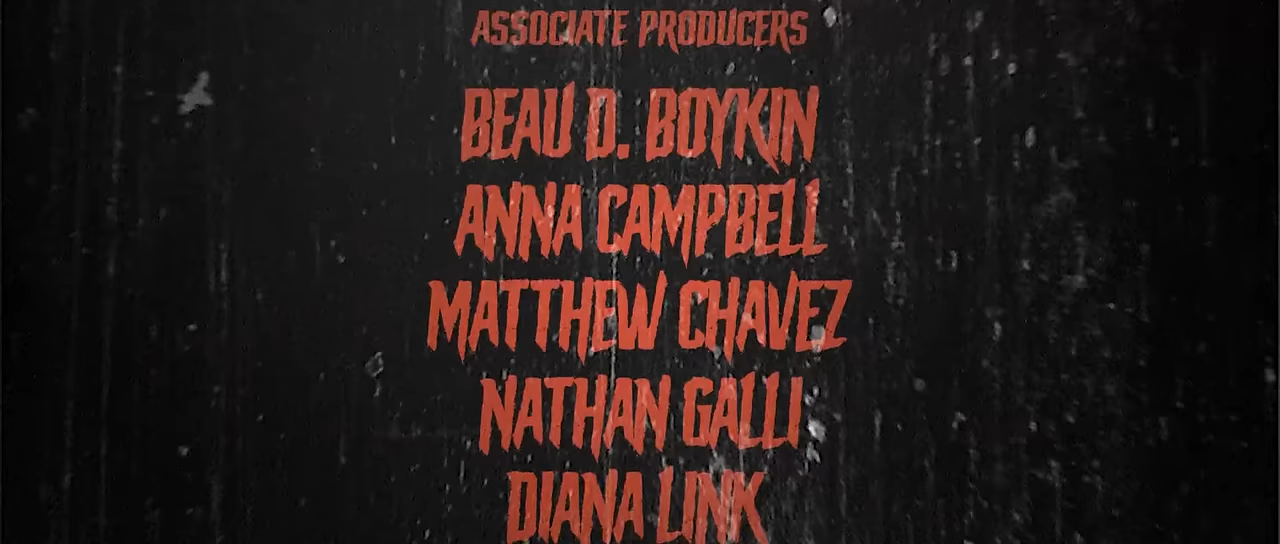 ASSOCIATE PRODUCERS
BEAU D. BOYKIN
ANNA CAMPBELL
MATTHEW CHAVEZ
NATHAN GALLI
DIANA LINK